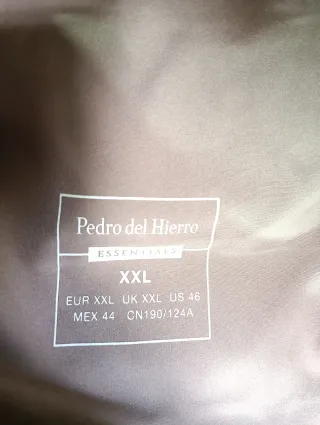 Pedro del Hierro
ESSENTIALS
XXL
EUR XXL UK XXL US 46
MEX 44 CN190/124A